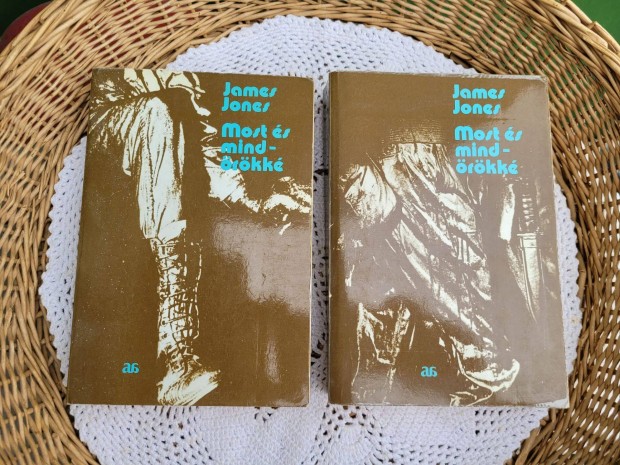 James
Jones
Most és
mind-
örökké
James
Jones
Most és
mind-
örökké